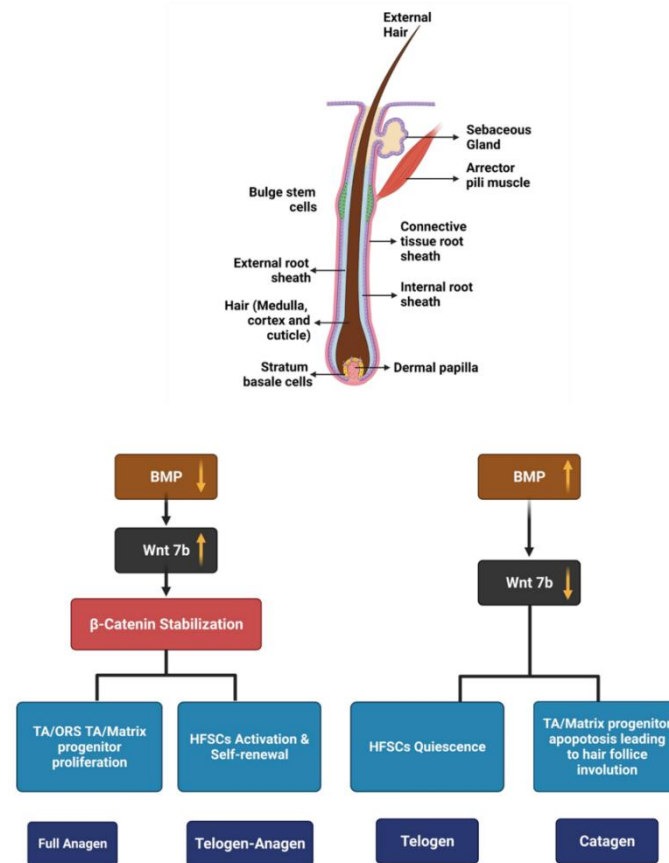 External
Hair
Sebaceous
Gland
Arrector
pili muscle
Bulge stem
cells
Connective
tissue root
sheath
External root
sheath
Internal root
sheath
Hair (Medulla,
cortex and
cuticle)
Stratum
basale cells
Dermal papilla
BMP
Wnt 7b
β-Catenin Stabilization
TA/ORS TA/Matrix
progenitor
proliferation
HFSCs Activation &
Self-renewal
Full Anagen
Telogen-Anagen
BMP
Wnt 7b
HFSCs Quiescence
TA/Matrix progenitor
apopotosis leading
to hair follice
involution
Telogen
Catagen